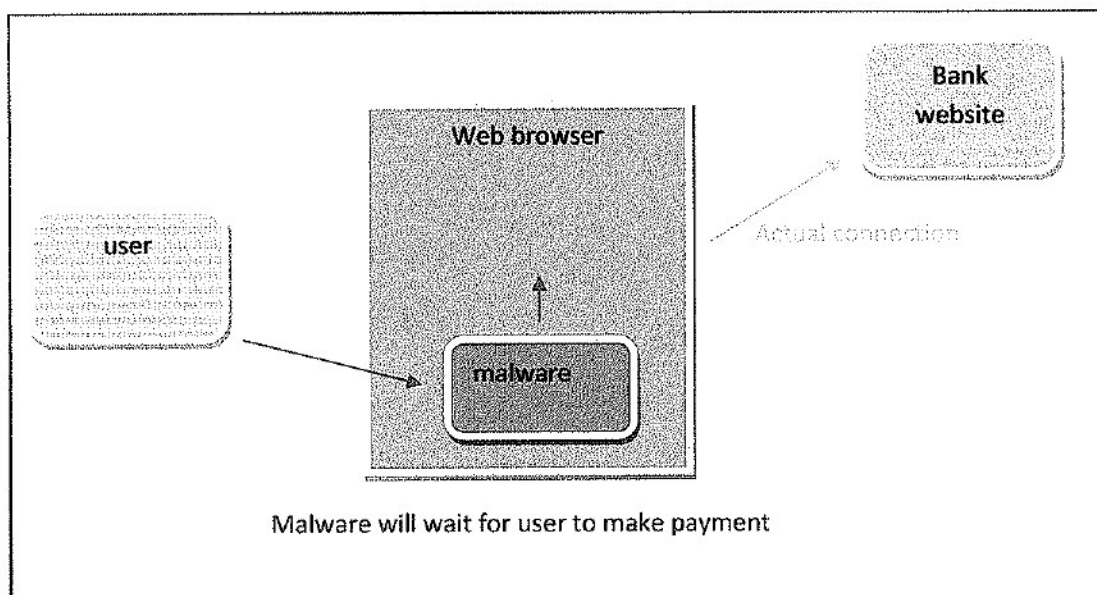 Bank
website
Web browser
user
Actual connection
malware
Malware will wait for user to make payment